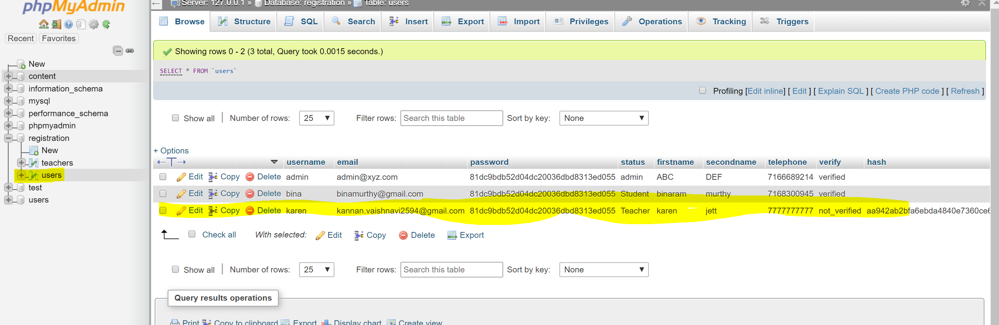 phpMyAdmin
Recent Favorites
New
content
information_schema
mysql
performance_schema
phpmyadmin
registration
New
teachers
users
test
users
Server: 127.0.0.1 » Database: registration » Table: users
Browse Structure SQL Search Insert Export Import Privileges Operations Tracking Triggers
Showing rows 0 - 2 (3 total, Query took 0.0015 seconds.)
SELECT * FROM `users`
Profiling [Edit inline] [ Edit ] [ Explain SQL ] [ Create PHP code ] [ Refresh ]
Show all | Number of rows: 25 Filter rows: Search this table Sort by key: None
+ Options
←T→ username email password status firstname secondname telephone verify hash
Edit Copy Delete admin admin@xyz.com 81dc9bdb52d04dc20036dbd8313ed055 admin ABC DEF 7166689214 verified
Edit Copy Delete bina binamurthy@gmail.com 81dc9bdb52d04dc20036dbd8313ed055 Student binaram murthy 7168300945 verified
Edit Copy Delete karen kannan.vaishnavi2594@gmail.com 81dc9bdb52d04dc20036dbd8313ed055 Teacher karen jett 7777777777 not_verified aa942ab2bfa6ebda4840e7360ce6
Check all With selected: Edit Copy Delete Export
Show all | Number of rows: 25 Filter rows: Search this table Sort by key: None
Query results operations
Print Copy to clipboard Export Display chart Create view